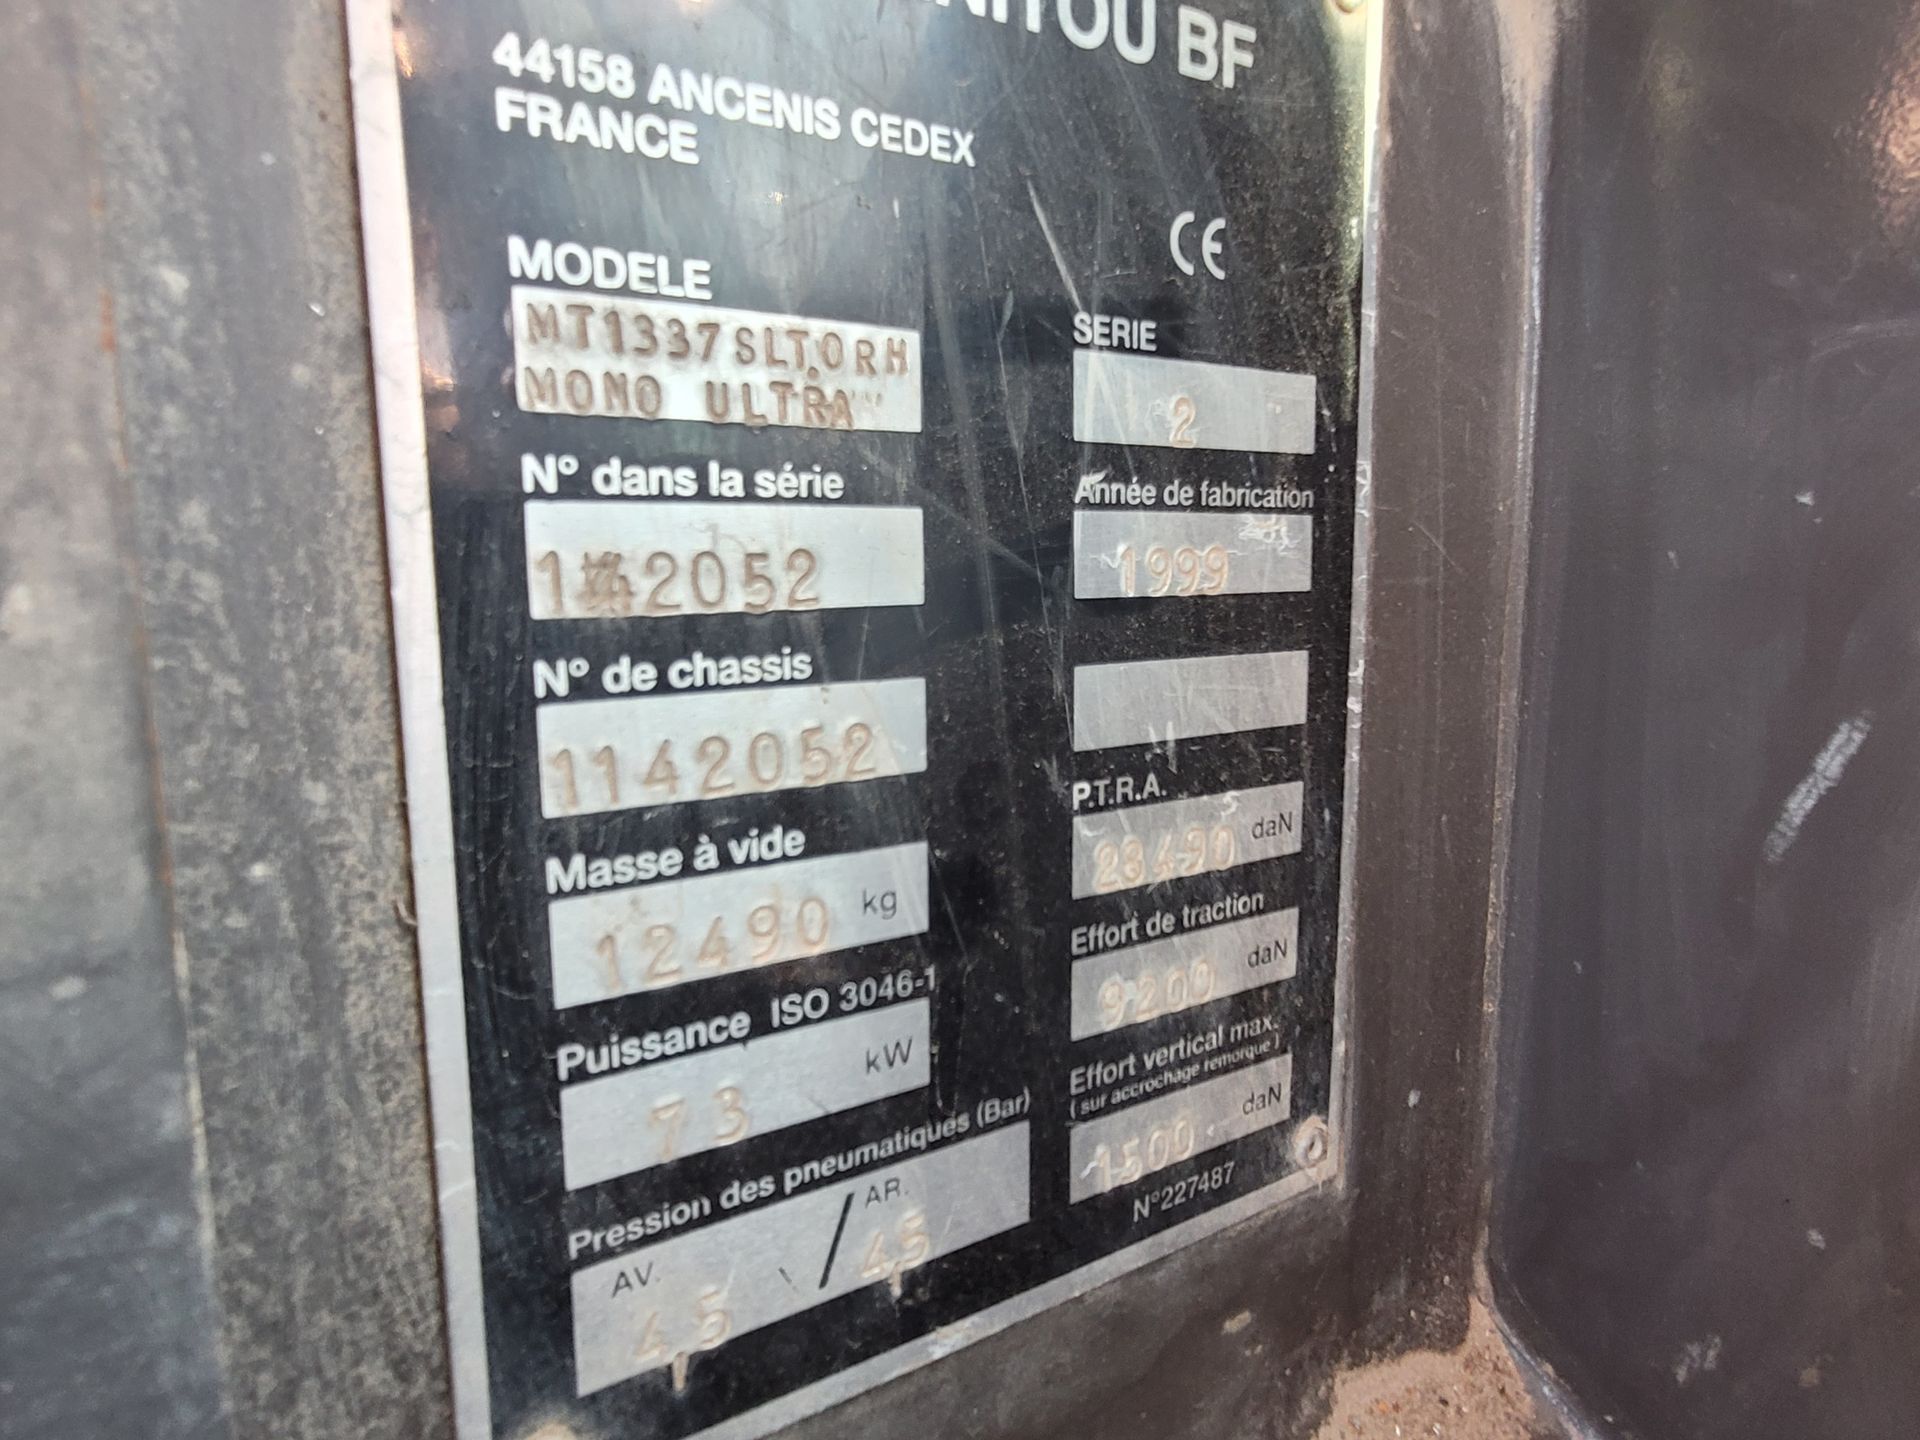 BF
44158 ANCENIS CEDEX
FRANCE
CE
MODELE
MT1337SLTORH
MONO ULTRA
SERIE
2
N° dans la série
2052
Année de fabrication
1999
N° de chassis
1142052
Masse à vide
12490 kg
P.T.R.A.
28490 daN
Puissance ISO 3046-1
73 kW
Effort de traction
9200 daN
Pression des pneumatiques (Bar)
AV. 4,5 / AR. 4,5
Effort vertical max.
(sur accrochage remorque)
1500 daN
N°227487